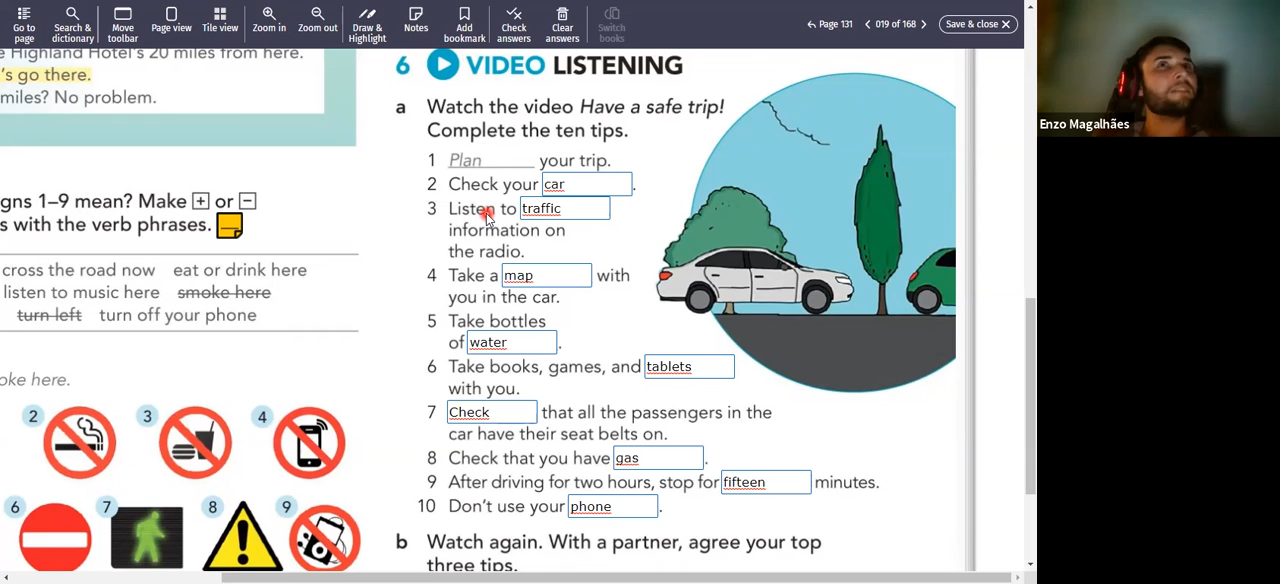 Go to page
Search & dictionary
Move toolbar
Page view
Tile view
Zoom in
Zoom out
Draw & Highlight
Notes
Add bookmark
Check answers
Clear answers
Switch books
Page 131
019 of 168
Save & close
Enzo Magalhães
e Highland Hotel's 20 miles from here.
's go there.
miles? No problem.
gns 1–9 mean? Make + or −
s with the verb phrases.
cross the road now eat or drink here
listen to music here smoke here
turn left turn off your phone
oke here.
2 3 4
6 7 8 9
6 VIDEO LISTENING
a Watch the video Have a safe trip!
Complete the ten tips.
1 Plan your trip.
2 Check your car.
3 Listen to traffic
information on
the radio.
4 Take a map with
you in the car.
5 Take bottles
of water.
6 Take books, games, and tablets
with you.
7 Check that all the passengers in the
car have their seat belts on.
8 Check that you have gas.
9 After driving for two hours, stop for fifteen minutes.
10 Don't use your phone.
b Watch again. With a partner, agree your top
three tips.